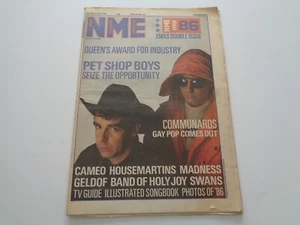 NME
86
XMAS DOUBLE ISSUE
QUEEN'S AWARD FOR INDUSTRY
PET SHOP BOYS
SEIZE THE OPPORTUNITY
COMMUNARDS
GAY POP COMES OUT
CAMEO HOUSEMARTINS MADNESS
GELDOF BAND OF HOLY JOY SWANS
TV GUIDE ILLUSTRATED SONGBOOK PHOTOS OF '86